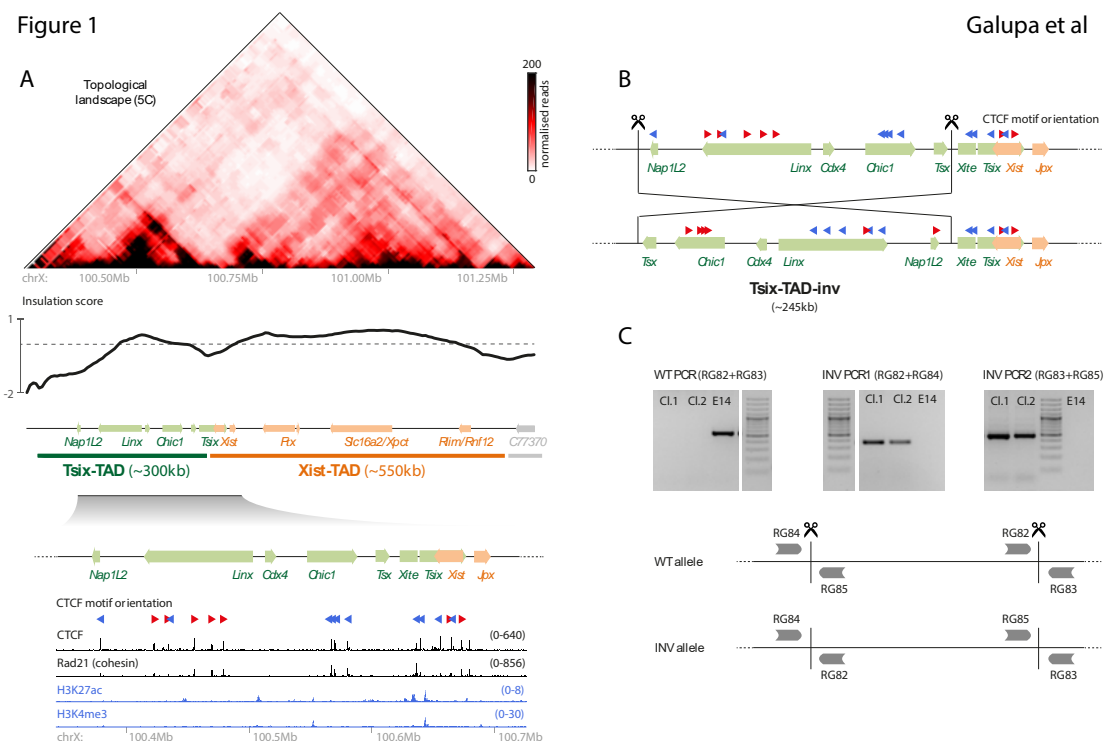 Figure 1
Galupa et al
A
Topological
landscape (5C)
200
normalised reads
0
chrX:
100.50Mb
100.75Mb
101.00Mb
101.25Mb
Insulation score
1
-2
Nap1L2
Linx
Chic1
Tsix
Xist
Ftx
Slc16a2/Xpct
Rlim/Rnf12
C77370
Tsix-TAD (~300kb)
Xist-TAD (~550kb)
Nap1L2
Linx
Cdx4
Chic1
Tsx
Xite
Tsix
Xist
Jpx
CTCF motif orientation
CTCF
(0-640)
Rad21 (cohesin)
(0-856)
H3K27ac
(0-8)
H3K4me3
(0-30)
chrX:
100.4Mb
100.5Mb
100.6Mb
100.7Mb
B
CTCF motif orientation
Nap1L2
Linx
Cdx4
Chic1
Tsx
Xite
Tsix
Xist
Jpx
Tsx
Chic1
Cdx4
Linx
Nap1L2
Xite
Tsix
Xist
Jpx
Tsix-TAD-inv
(~245kb)
C
WT PCR (RG82+RG83)
Cl.1
Cl.2
E14
INV PCR1 (RG82+RG84)
Cl.1
Cl.2
E14
INV PCR2 (RG83+RG85)
Cl.1
Cl.2
E14
RG84
RG82
WT allele
RG85
RG83
RG84
RG85
INV allele
RG82
RG83